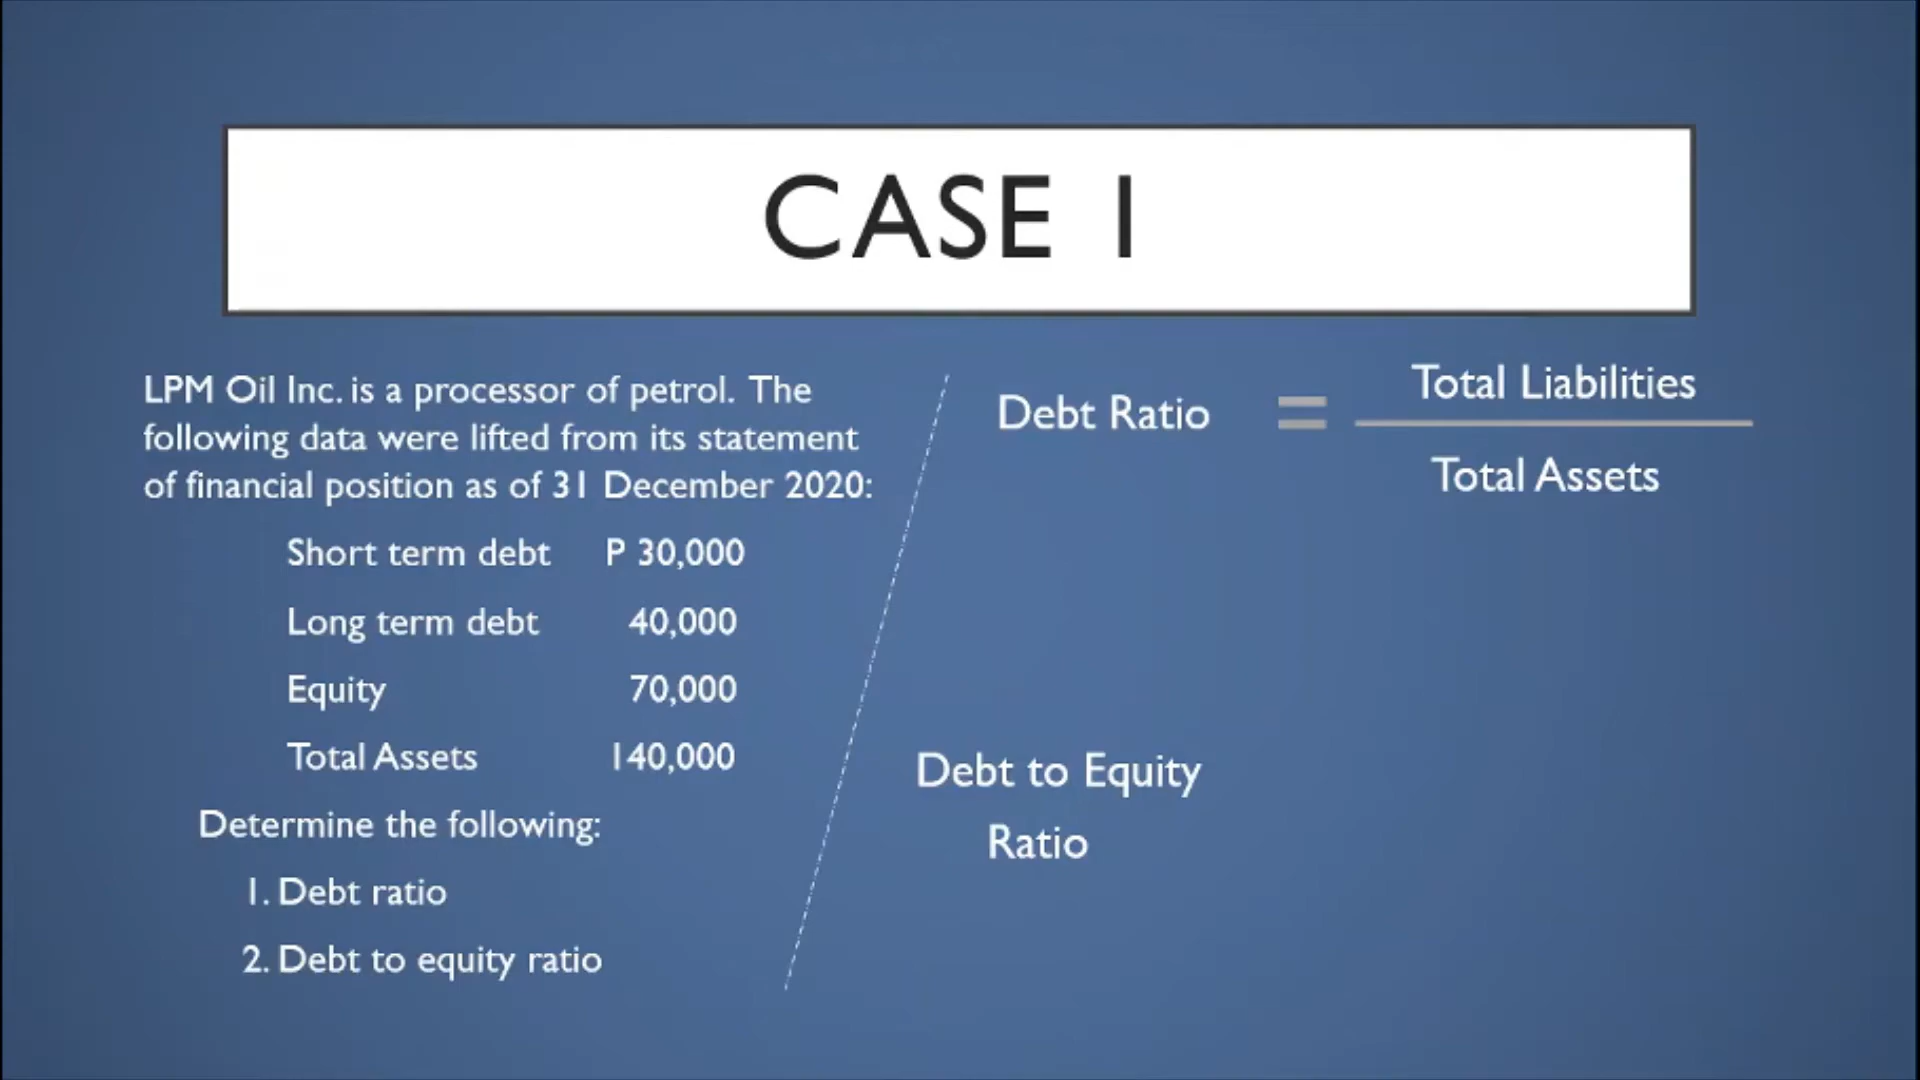 CASE 1
LPM Oil Inc. is a processor of petrol. The
following data were lifted from its statement
of financial position as of 31 December 2020:
Short term debt P 30,000
Long term debt 40,000
Equity 70,000
Total Assets 140,000
Determine the following:
1. Debt ratio
2. Debt to equity ratio
Debt Ratio = Total Liabilities
Total Assets
Debt to Equity
Ratio